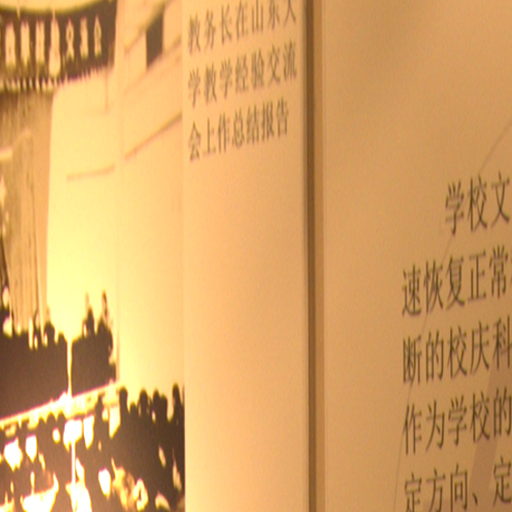 教务长在山东大
学教学经验交流
会上作总结报告
学校文
速恢复正常
断的校庆科
作为学校的
定方向、定